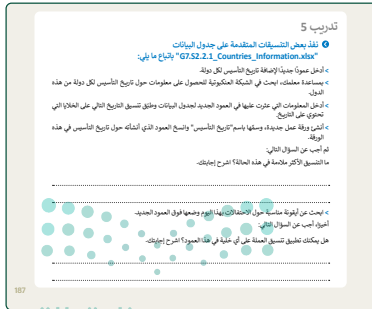 تدريب 5
نفذ بعض التنسيقات المتقدمة على جدول البيانات
"G7.S2.2.1_Countries_Information.xlsx" باتباع ما يلي:
> أدخل عمودًا جديدًا لإضافة تاريخ التأسيس لكل دولة.
> بمساعدة معلمك، ابحث في الشبكة العنكبوتية للحصول على معلومات حول تاريخ التأسيس لكل دولة من هذه
الدول.
> أدخل المعلومات التي عثرت عليها في العمود الجديد لجدول البيانات وطبّق تنسيق التاريخ التالي على الخلايا التي
تحتوي على التاريخ.
> أنشئ ورقة عمل جديدة، وسمّها باسم "تاريخ التأسيس" وانسخ العمود الذي أنشأته حول تاريخ التأسيس في هذه
الورقة.
ثم أجب عن السؤال التالي:
ما التنسيق الأكثر ملاءمة في هذه الحالة؟ اشرح إجابتك.
> ابحث عن أيقونة مناسبة حول الاحتفالات بهذا اليوم وضعها فوق العمود الجديد.
أخيرًا، أجب عن السؤال التالي:
هل يمكنك تطبيق تنسيق العملة على أي خلية في هذا العمود؟ اشرح إجابتك.
187